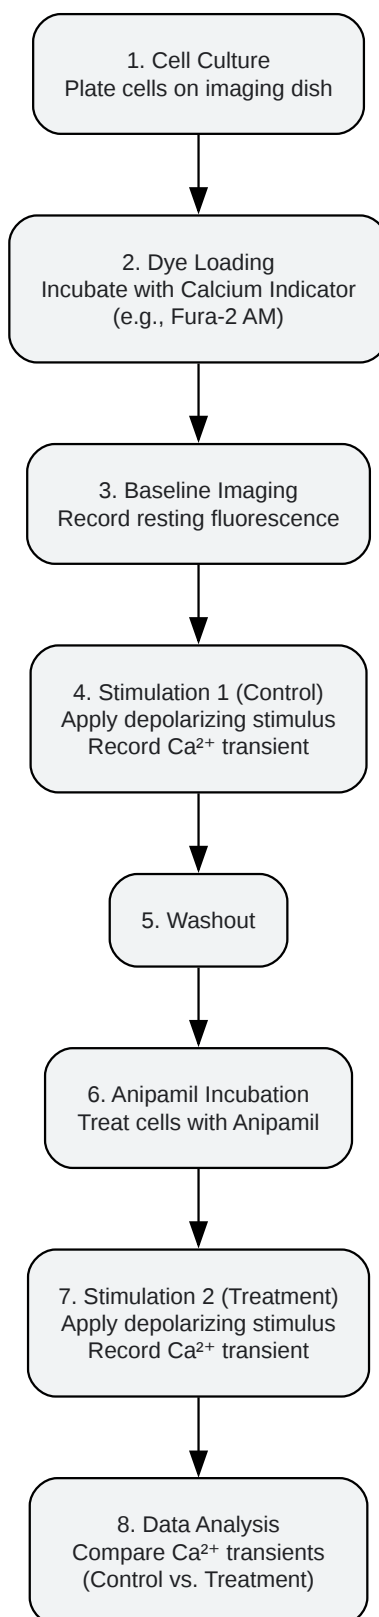 1. Cell Culture
Plate cells on imaging dish
2. Dye Loading
Incubate with Calcium Indicator
(e.g., Fura-2 AM)
3. Baseline Imaging
Record resting fluorescence
4. Stimulation 1 (Control)
Apply depolarizing stimulus
Record Ca²⁺ transient
5. Washout
6. Anipamil Incubation
Treat cells with Anipamil
7. Stimulation 2 (Treatment)
Apply depolarizing stimulus
Record Ca²⁺ transient
8. Data Analysis
Compare Ca²⁺ transients
(Control vs. Treatment)